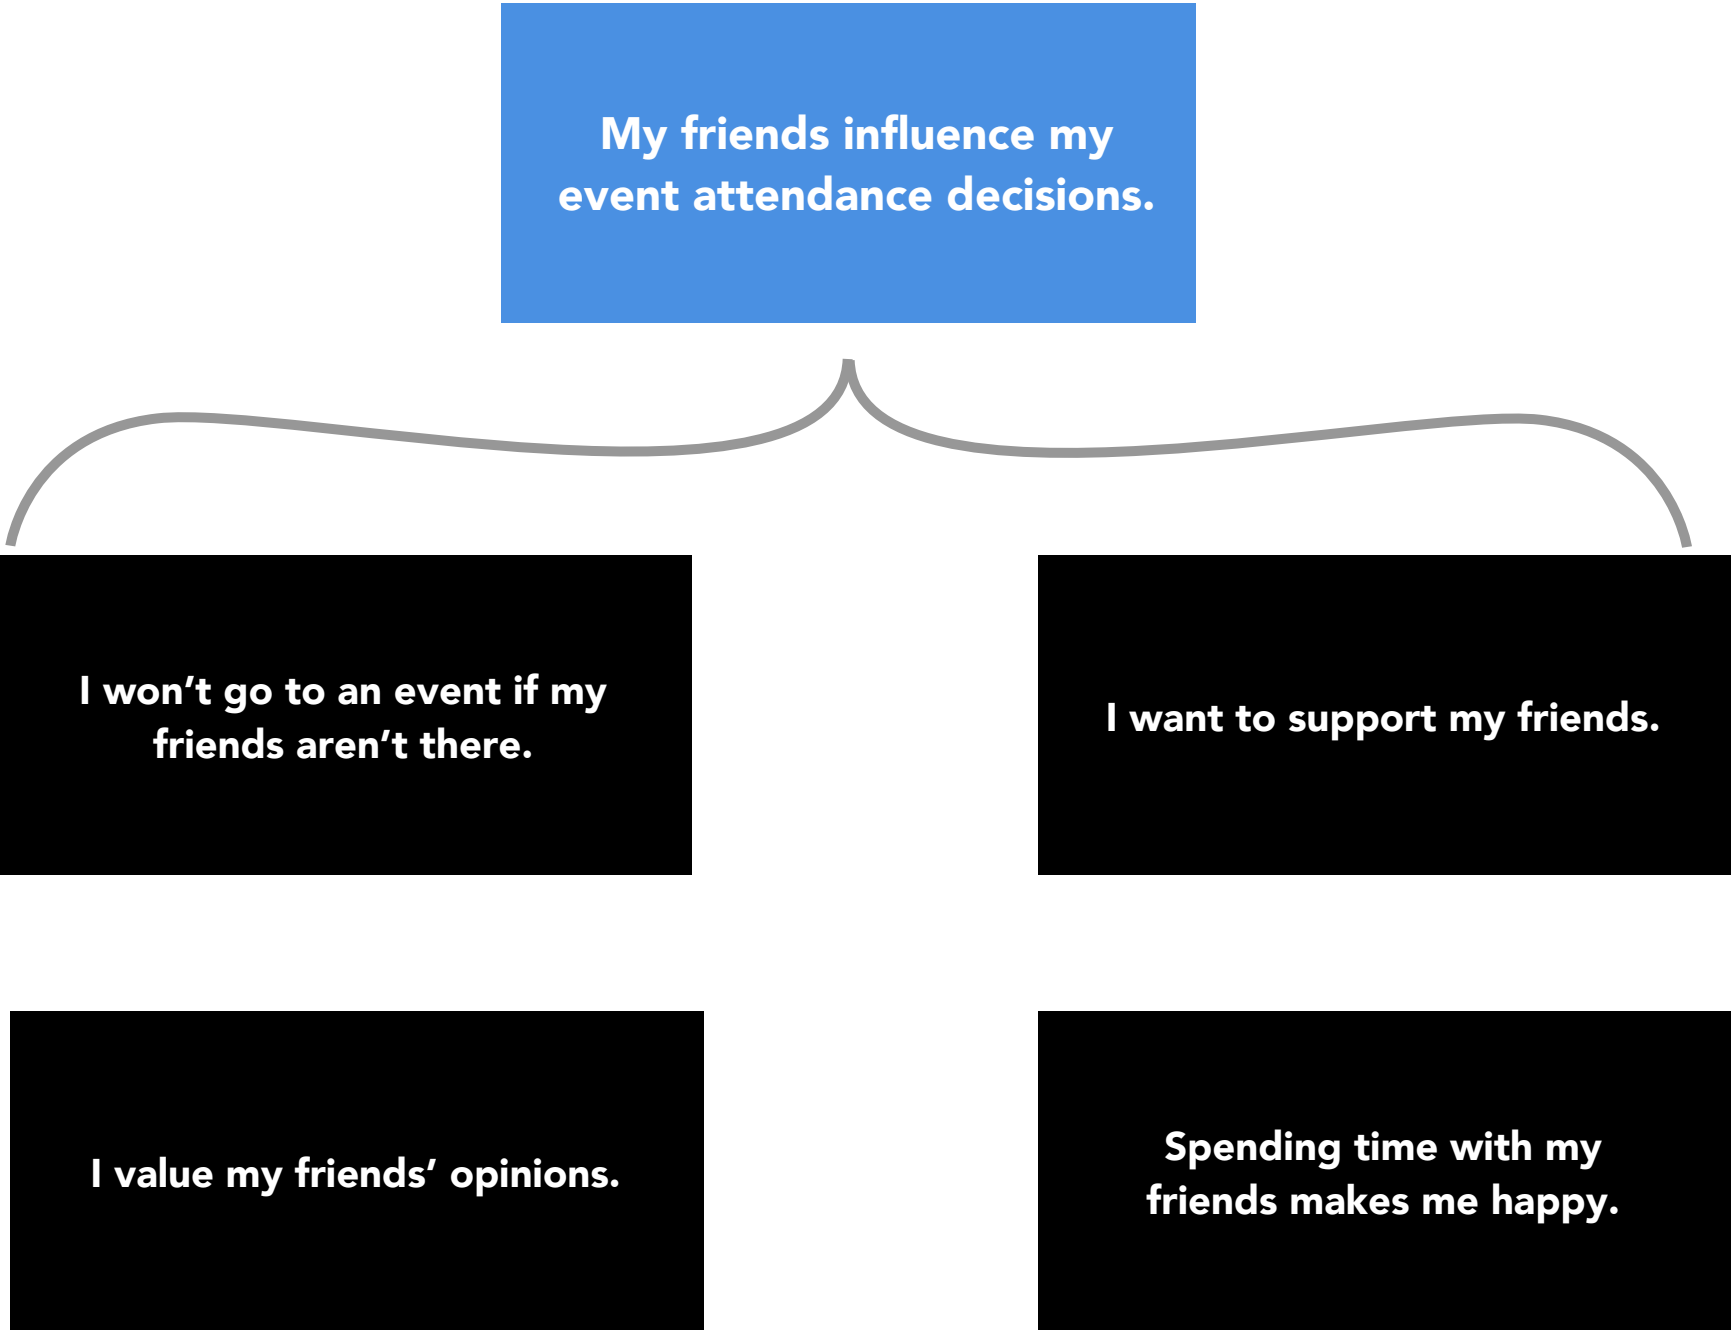 My friends influence my
event attendance decisions.
I won’t go to an event if my
friends aren’t there.
I want to support my friends.
I value my friends’ opinions.
Spending time with my
friends makes me happy.